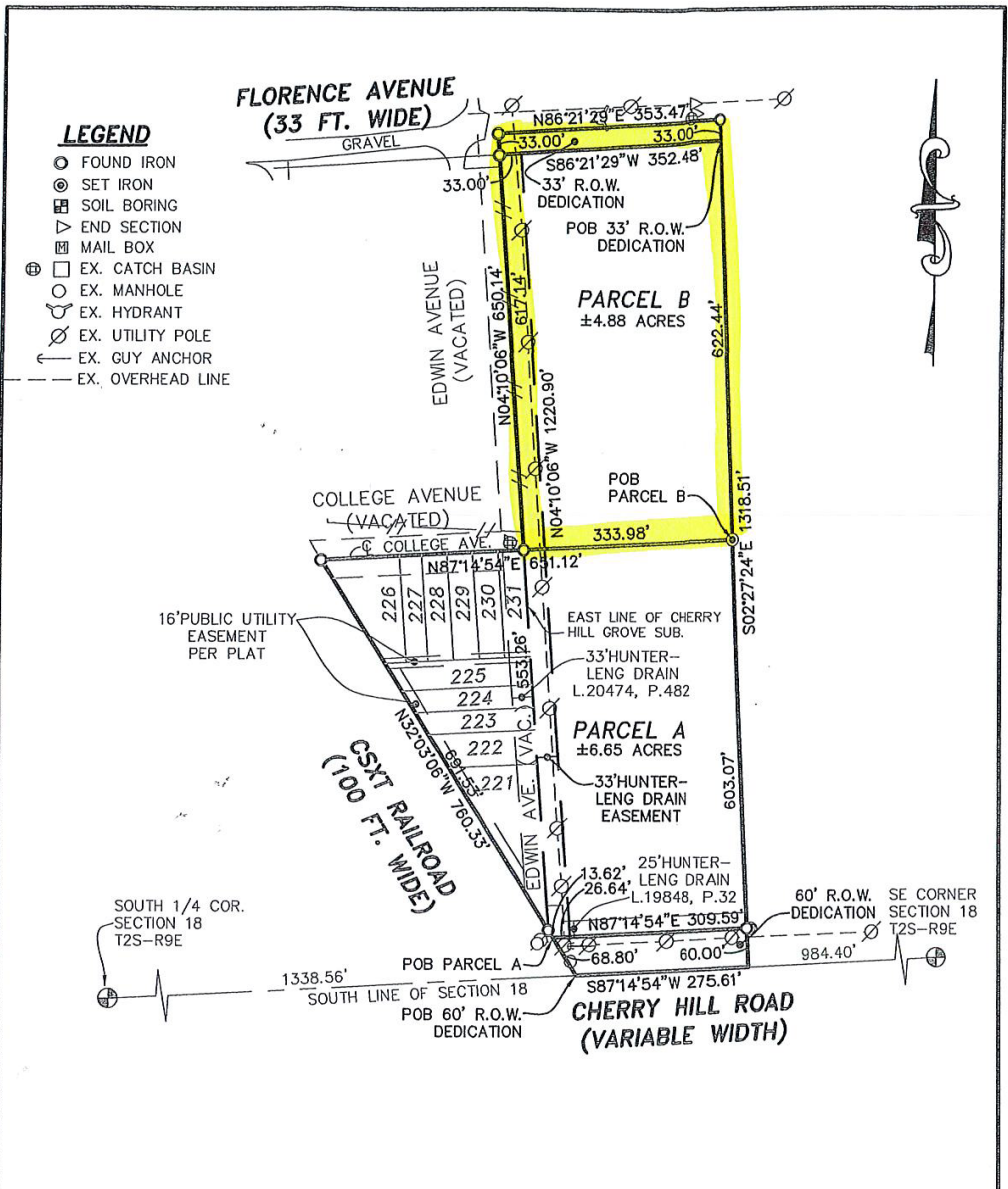 FLORENCE AVENUE
(33 FT. WIDE)
GRAVEL
LEGEND
FOUND IRON
SET IRON
SOIL BORING
END SECTION
M MAIL BOX
EX. CATCH BASIN
EX. MANHOLE
EX. HYDRANT
EX. UTILITY POLE
EX. GUY ANCHOR
EX. OVERHEAD LINE
N86°21'29"E 353.47'
33.00'
33.00'
S86°21'29"W 352.48'
33.00'
33' R.O.W.
DEDICATION
POB 33' R.O.W.
DEDICATION
EDWIN AVENUE
(VACATED)
N04°10'06"W 650.14'
617.14'
N04°10'06"W 1220.90'
PARCEL B
±4.88 ACRES
622.44'
POB
PARCEL B
333.98'
S02°27'24"E 1318.51'
COLLEGE AVENUE
(VACATED)
℄ COLLEGE AVE.
N87°14'54"E 651.12'
226
227
228
229
230
231
16'PUBLIC UTILITY
EASEMENT
PER PLAT
EAST LINE OF CHERRY
HILL GROVE SUB.
553.26'
33'HUNTER-
LENG DRAIN
L.20474, P.482
225
224
223
222
221
PARCEL A
±6.65 ACRES
N32°03'06"W 760.33'
691.53'
CSXT RAILROAD
(100 FT. WIDE)
EDWIN AVE. (VAC.)
33'HUNTER-
LENG DRAIN
EASEMENT
603.07'
13.62'
26.64'
25'HUNTER-
LENG DRAIN
L.19848, P.32
N87°14'54"E 309.59'
60' R.O.W.
DEDICATION
SE CORNER
SECTION 18
T2S-R9E
SOUTH 1/4 COR.
SECTION 18
T2S-R9E
POB PARCEL A
68.80'
60.00'
984.40'
1338.56'
SOUTH LINE OF SECTION 18
S87°14'54"W 275.61'
POB 60' R.O.W.
DEDICATION
CHERRY HILL ROAD
(VARIABLE WIDTH)